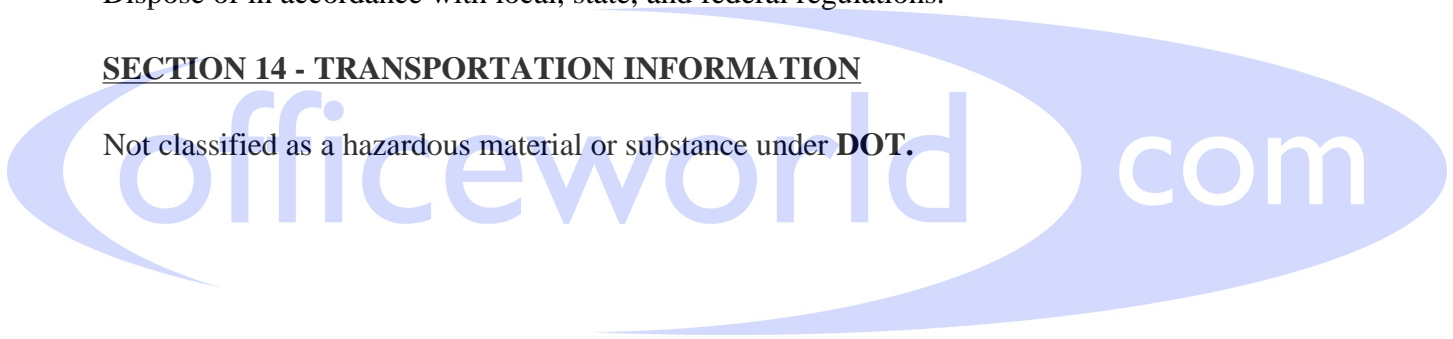 Dispose of in accordance with local, state, and federal regulations.
SECTION 14 - TRANSPORTATION INFORMATION
Not classified as a hazardous material or substance under DOT.
officeworld com